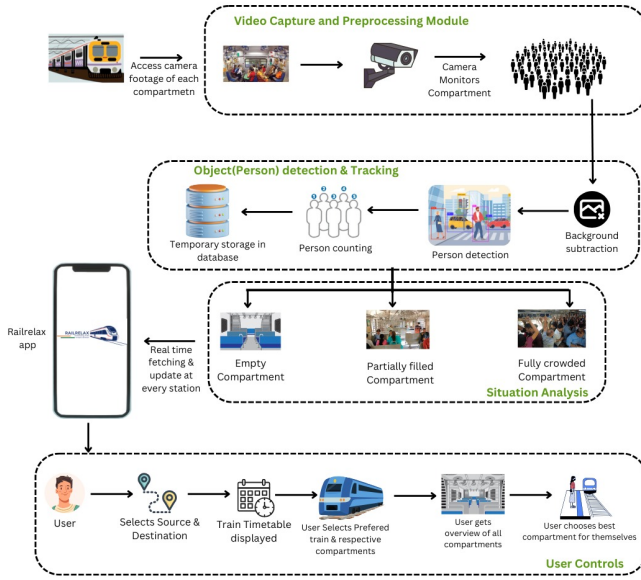 Video Capture and Preprocessing Module
Access camera
footage of each
compartmetn
Camera
Monitors
Compartment
Object(Person) detection & Tracking
Temporary storage in
database
Person counting
Person detection
Background
subtraction
Railrelax
app
RAILRELAX
Real time
fetching &
update at
every station
Empty
Compartment
Partially filled
Compartment
Fully crowded
Compartment
Situation Analysis
User
Selects Source &
Destination
Train Timetable
displayed
User Selects Prefered
train & respective
compartments
User gets
overview of all
compartments
User chooses best
compartment for themselves
User Controls